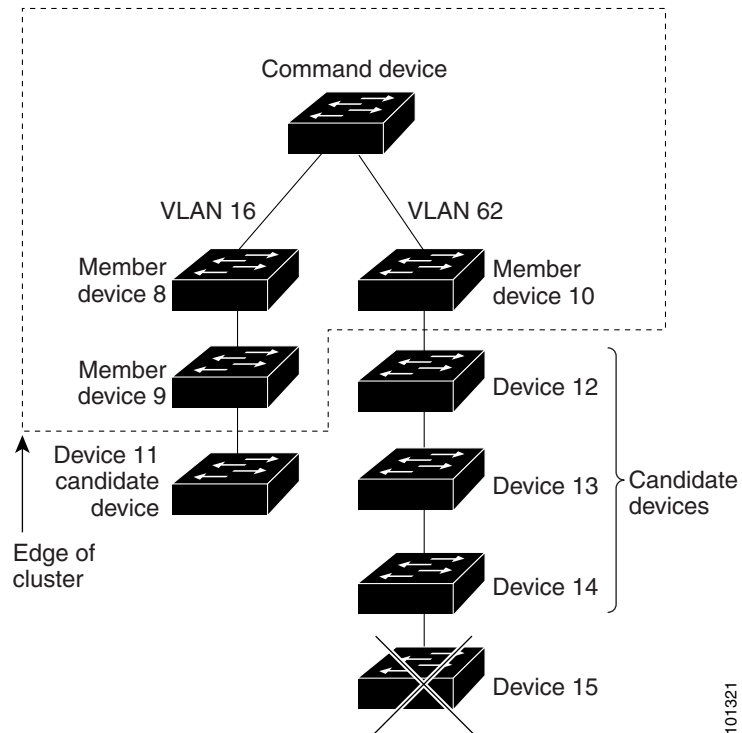 Command device
VLAN 16
VLAN 62
Member
device 8
Member
device 10
Member
device 9
Device 12
Device 11
candidate
device
Device 13
Candidate
devices
Edge of
cluster
Device 14
Device 15
101321